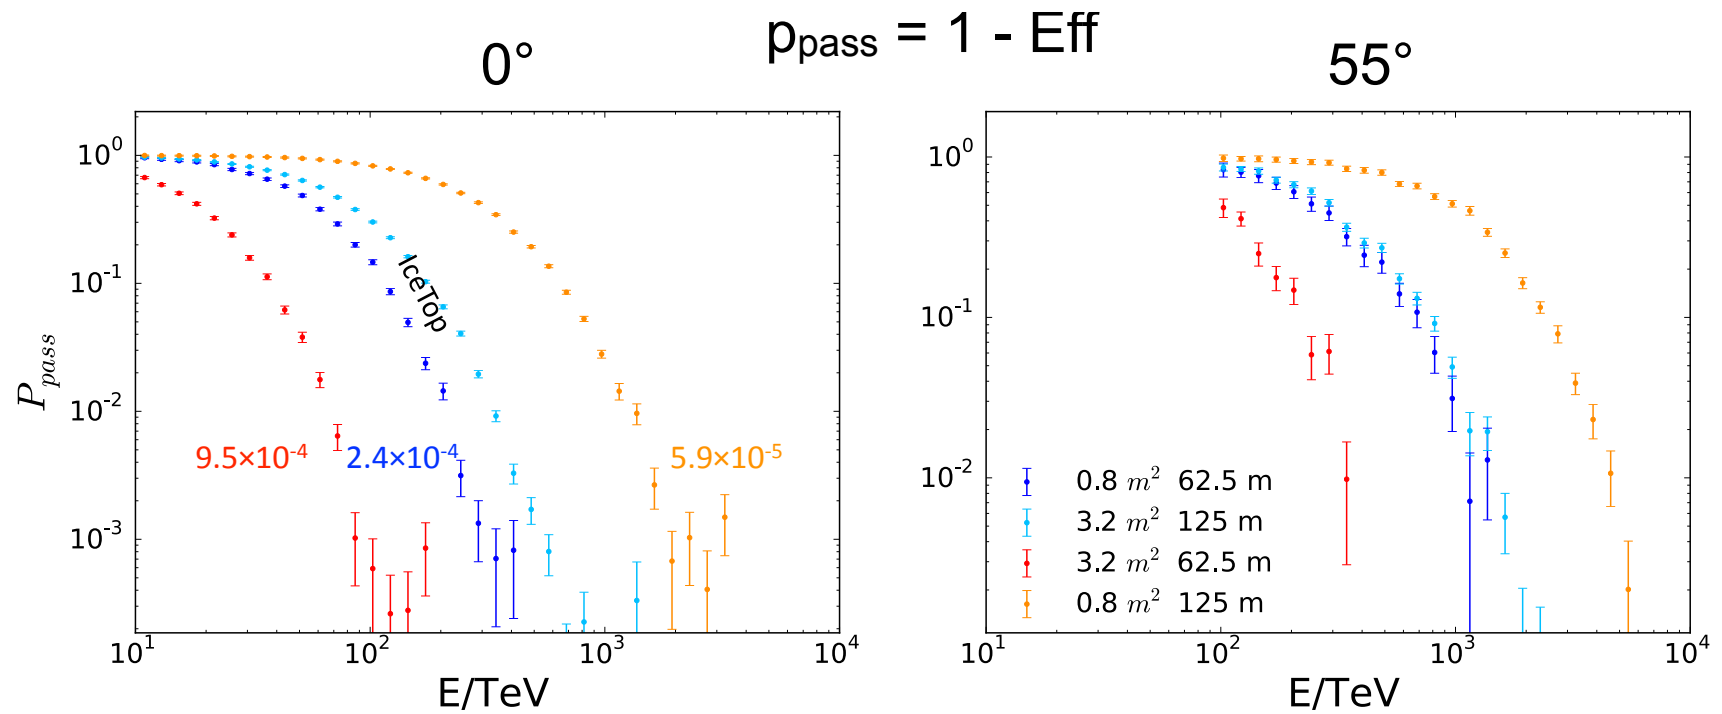 p_pass = 1 - Eff
0° 55°
10^0
10^-1
10^-2
10^-3
P_pass
IceTop
9.5×10^-4 2.4×10^-4 5.9×10^-5
10^1 10^2 10^3 10^4
E/TeV
10^0
10^-1
10^-2
0.8 m^2 62.5 m
3.2 m^2 125 m
3.2 m^2 62.5 m
0.8 m^2 125 m
10^1 10^2 10^3 10^4
E/TeV